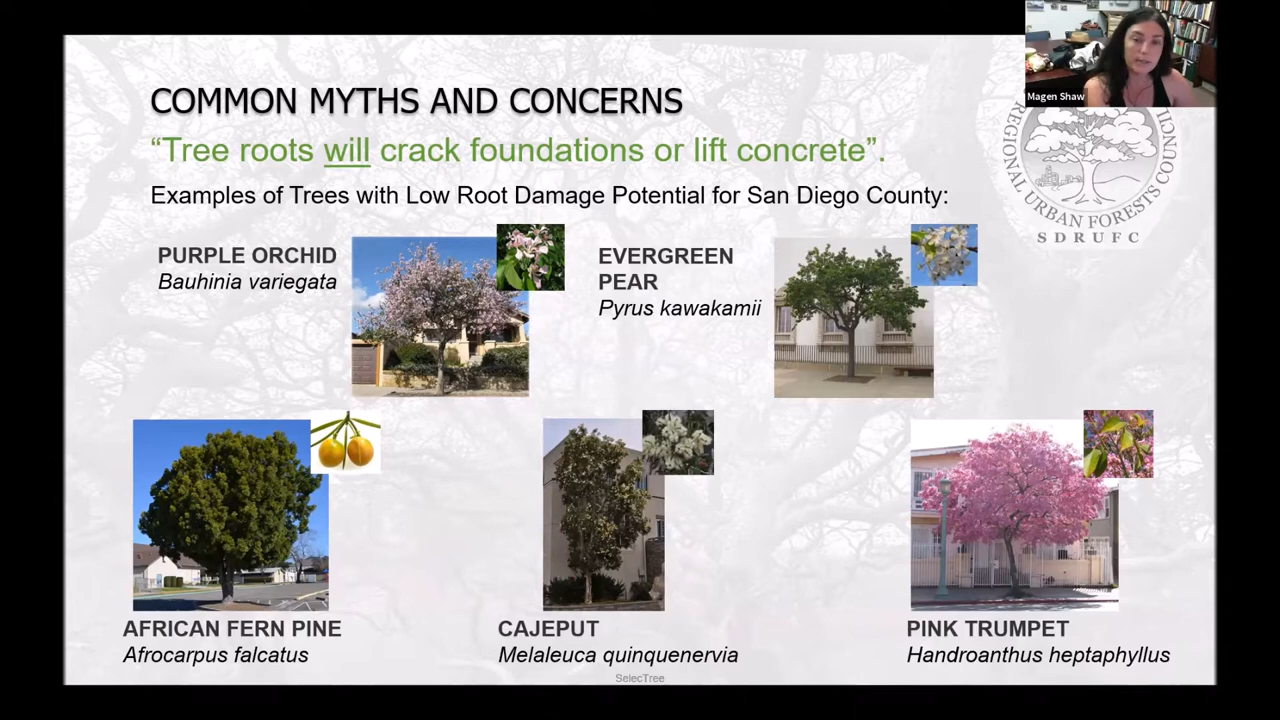 COMMON MYTHS AND CONCERNS
“Tree roots will crack foundations or lift concrete”.
Examples of Trees with Low Root Damage Potential for San Diego County:
PURPLE ORCHID
Bauhinia variegata
EVERGREEN
PEAR
Pyrus kawakamii
AFRICAN FERN PINE
Afrocarpus falcatus
CAJEPUT
Melaleuca quinquenervia
PINK TRUMPET
Handroanthus heptaphyllus
SelecTree
Magen Shaw
REGIONAL URBAN FORESTS COUNCIL
SDRUFC